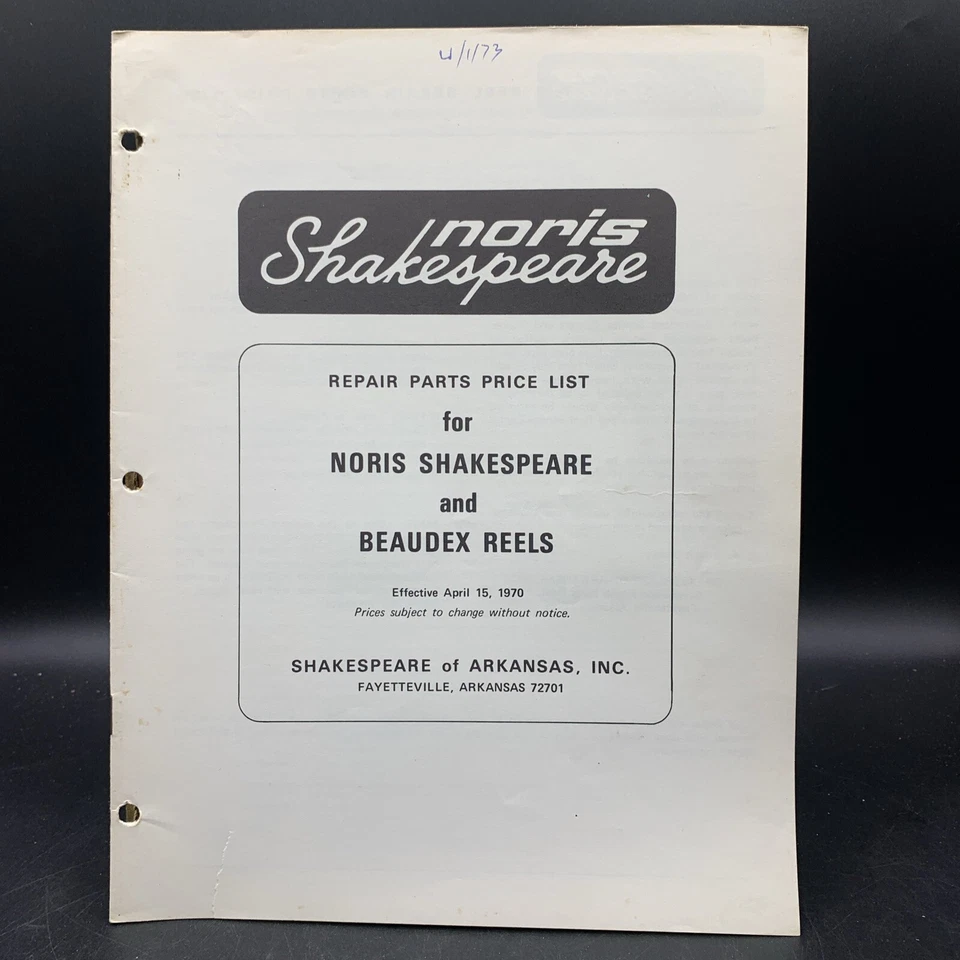 4/1/73
noris
Shakespeare
REPAIR PARTS PRICE LIST
for
NORIS SHAKESPEARE
and
BEAUDEX REELS
Effective April 15, 1970
Prices subject to change without notice.
SHAKESPEARE of ARKANSAS, INC.
FAYETTEVILLE, ARKANSAS 72701